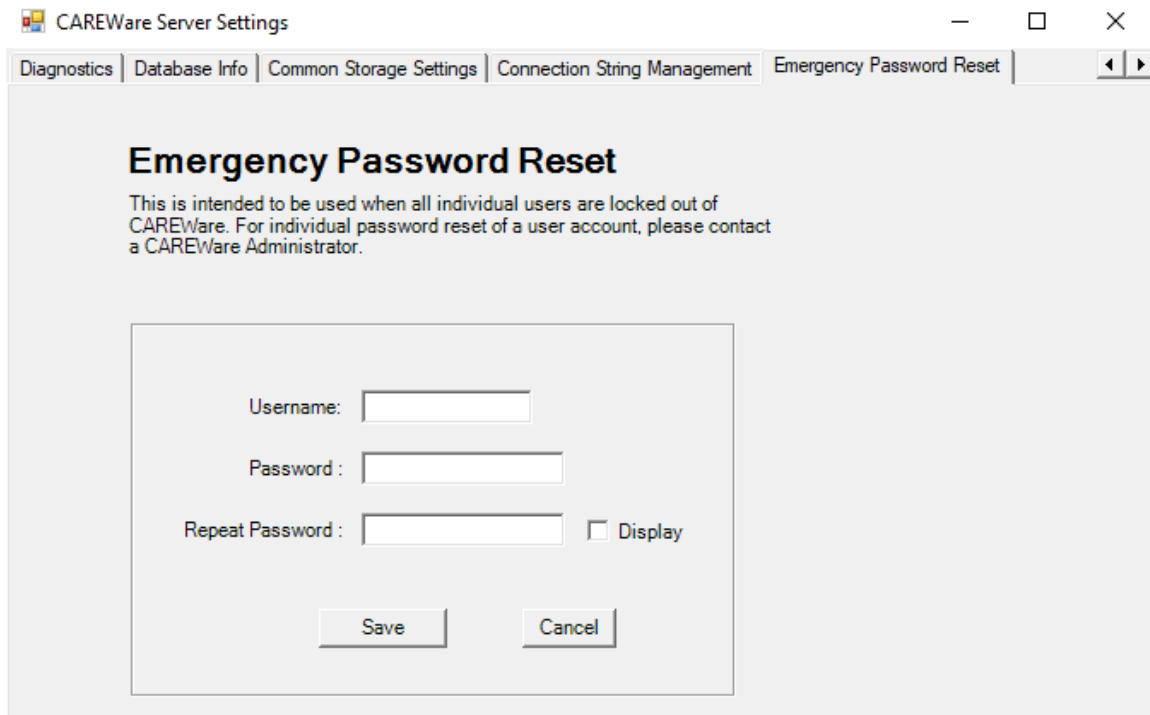 CAREWare Server Settings
Diagnostics Database Info Common Storage Settings Connection String Management Emergency Password Reset
Emergency Password Reset
This is intended to be used when all individual users are locked out of
CAREWare. For individual password reset of a user account, please contact
a CAREWare Administrator.
Username:
Password :
Repeat Password : Display
Save Cancel